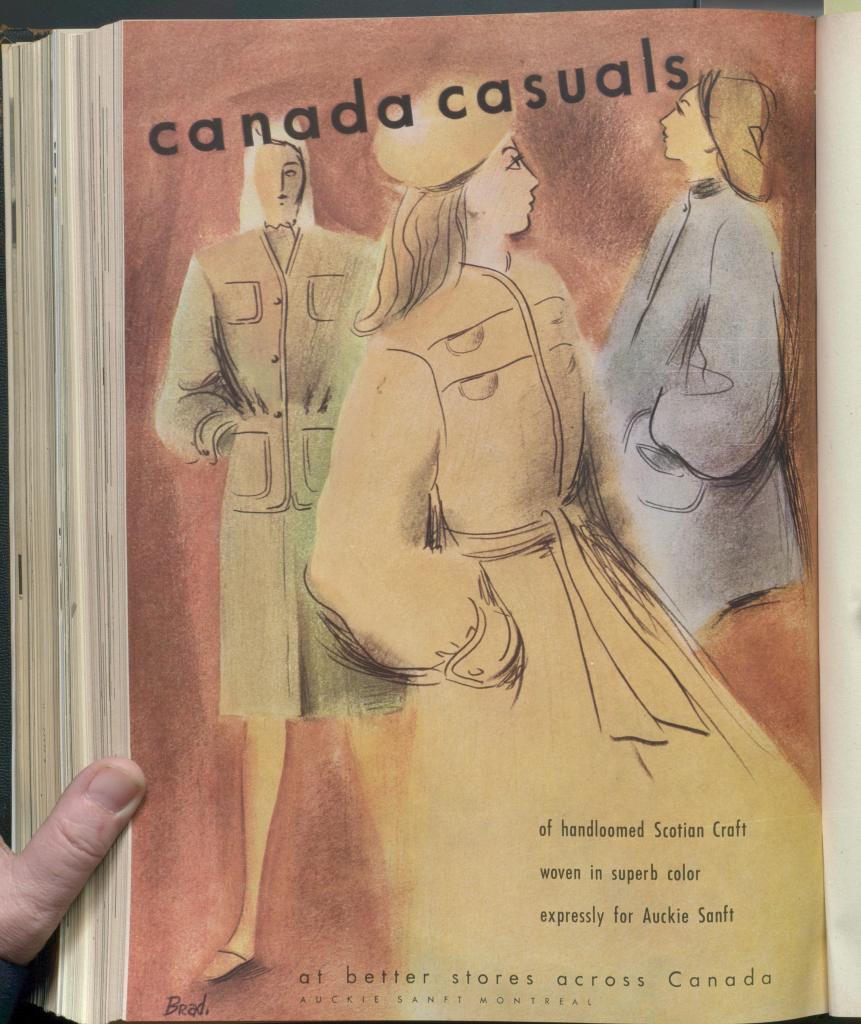 canada casuals
of handloomed Scotian Craft
woven in superb color
expressly for Auckie Sanft
at better stores across Canada
AUCKIE SANFT MONTREAL
Brad.